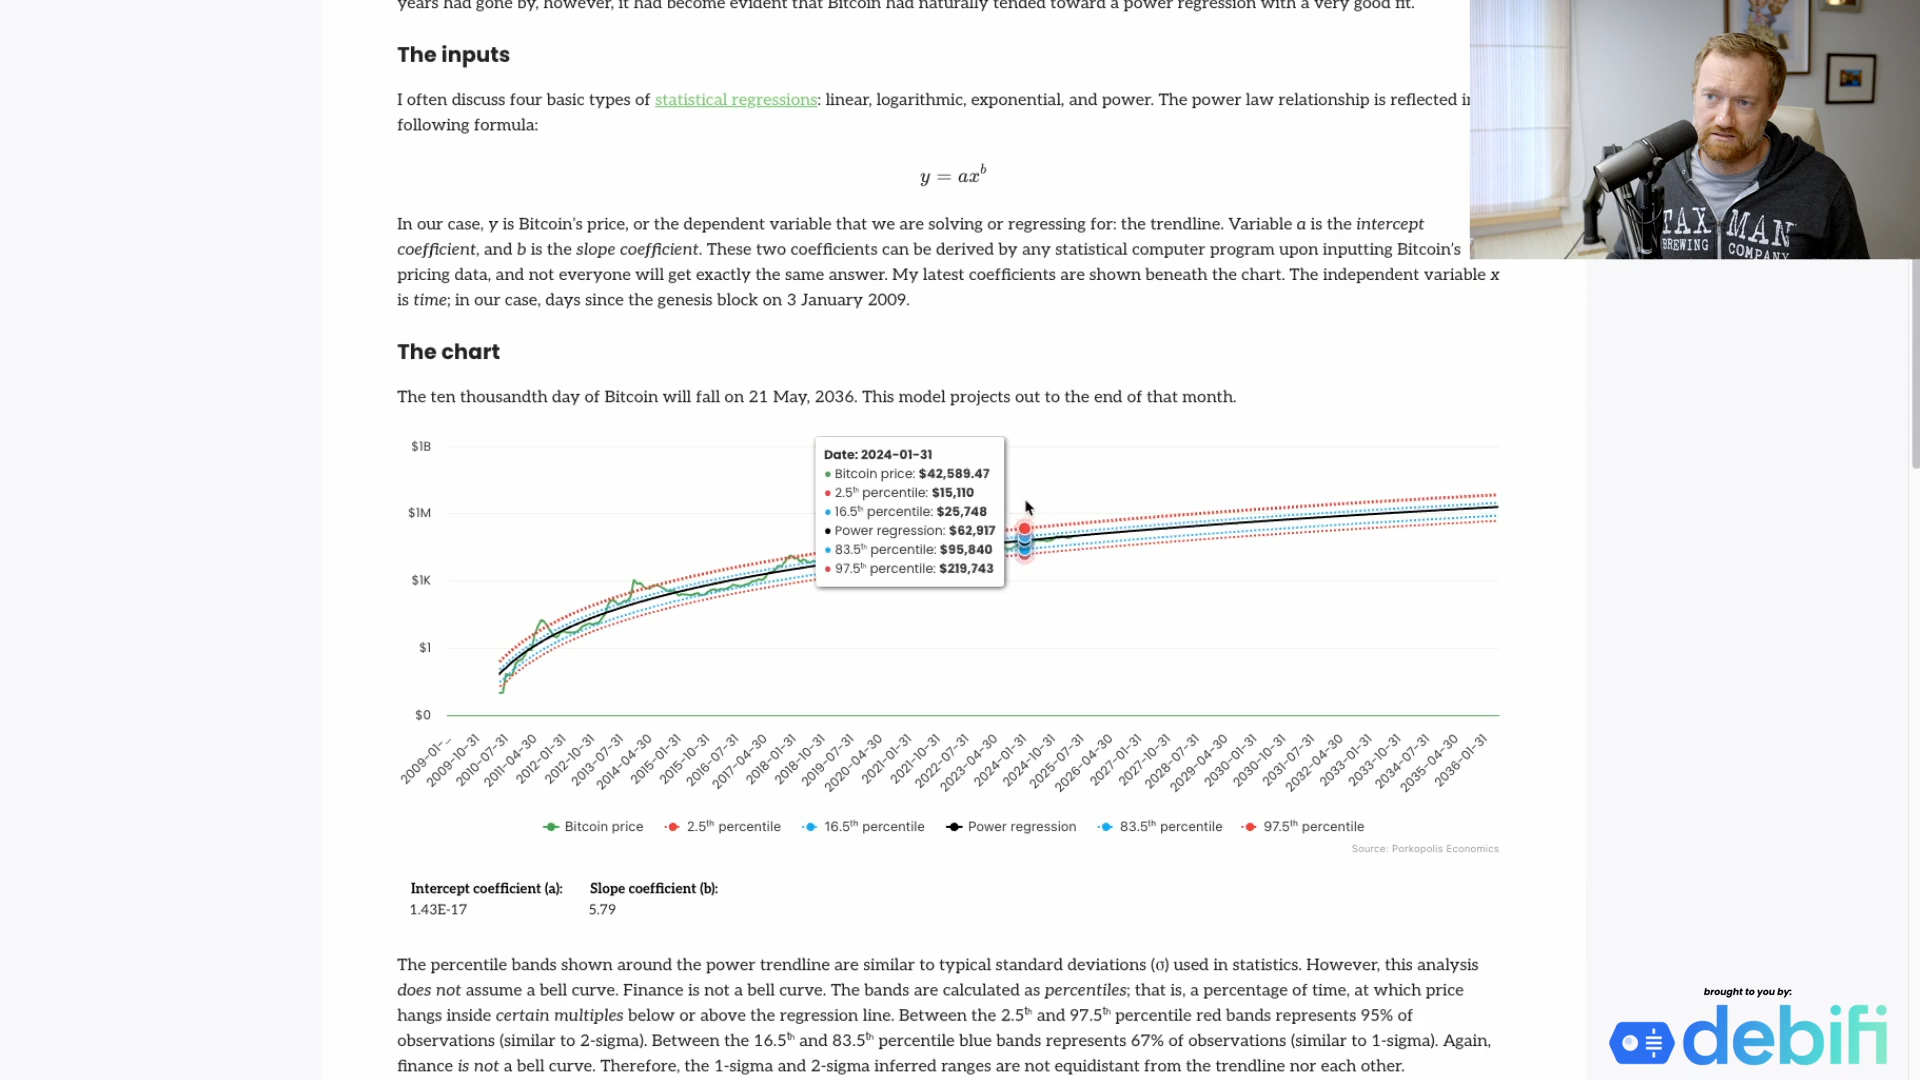 years had gone by, however, it had become evident that Bitcoin had naturally tended toward a power regression with a very good fit.
The inputs
I often discuss four basic types of statistical regressions: linear, logarithmic, exponential, and power. The power law relationship is reflected in
following formula:
y = ax^b
In our case, y is Bitcoin's price, or the dependent variable that we are solving or regressing for: the trendline. Variable a is the intercept
coefficient, and b is the slope coefficient. These two coefficients can be derived by any statistical computer program upon inputting Bitcoin's
pricing data, and not everyone will get exactly the same answer. My latest coefficients are shown beneath the chart. The independent variable x
is time; in our case, days since the genesis block on 3 January 2009.
TAX MAN
BREWING COMPANY
The chart
The ten thousandth day of Bitcoin will fall on 21 May, 2036. This model projects out to the end of that month.
$1B
$1M
$1K
$1
$0
Date: 2024-01-31
Bitcoin price: $42,589.47
2.5th percentile: $15,110
16.5th percentile: $25,748
Power regression: $62,917
83.5th percentile: $95,840
97.5th percentile: $219,743
2009-01-...
2009-10-31
2010-07-31
2011-04-30
2012-01-31
2012-10-31
2013-07-31
2014-04-30
2015-01-31
2015-10-31
2016-07-31
2017-04-30
2018-01-31
2018-10-31
2019-07-31
2020-04-30
2021-01-31
2021-10-31
2022-07-31
2023-04-30
2024-01-31
2024-10-31
2025-07-31
2026-04-30
2027-01-31
2027-10-31
2028-07-31
2029-04-30
2030-01-31
2030-10-31
2031-07-31
2032-04-30
2033-01-31
2033-10-31
2034-07-31
2035-04-30
2036-01-31
Bitcoin price 2.5th percentile 16.5th percentile Power regression 83.5th percentile 97.5th percentile
Source: Porkopolis Economics
Intercept coefficient (a): Slope coefficient (b):
1.43E-17 5.79
The percentile bands shown around the power trendline are similar to typical standard deviations (σ) used in statistics. However, this analysis
does not assume a bell curve. Finance is not a bell curve. The bands are calculated as percentiles; that is, a percentage of time, at which price
hangs inside certain multiples below or above the regression line. Between the 2.5th and 97.5th percentile red bands represents 95% of
observations (similar to 2-sigma). Between the 16.5th and 83.5th percentile blue bands represents 67% of observations (similar to 1-sigma). Again,
finance is not a bell curve. Therefore, the 1-sigma and 2-sigma inferred ranges are not equidistant from the trendline nor each other.
brought to you by:
debifi